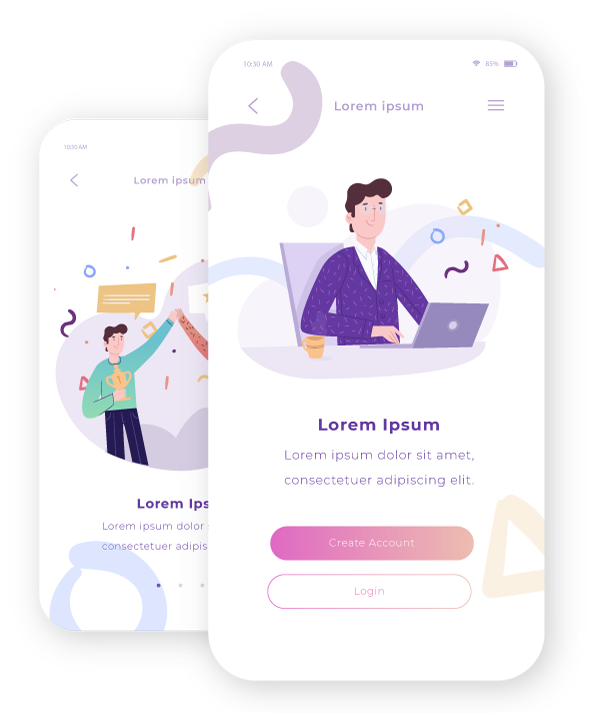 10:30 AM
85%
Lorem ipsum
Lorem Ipsum
Lorem ipsum dolor sit amet,
consectetuer adipiscing elit.
Create Account
Login
10:30 AM
Lorem ipsum
Lorem Ips
Lorem ipsum dolor
consectetuer adipis